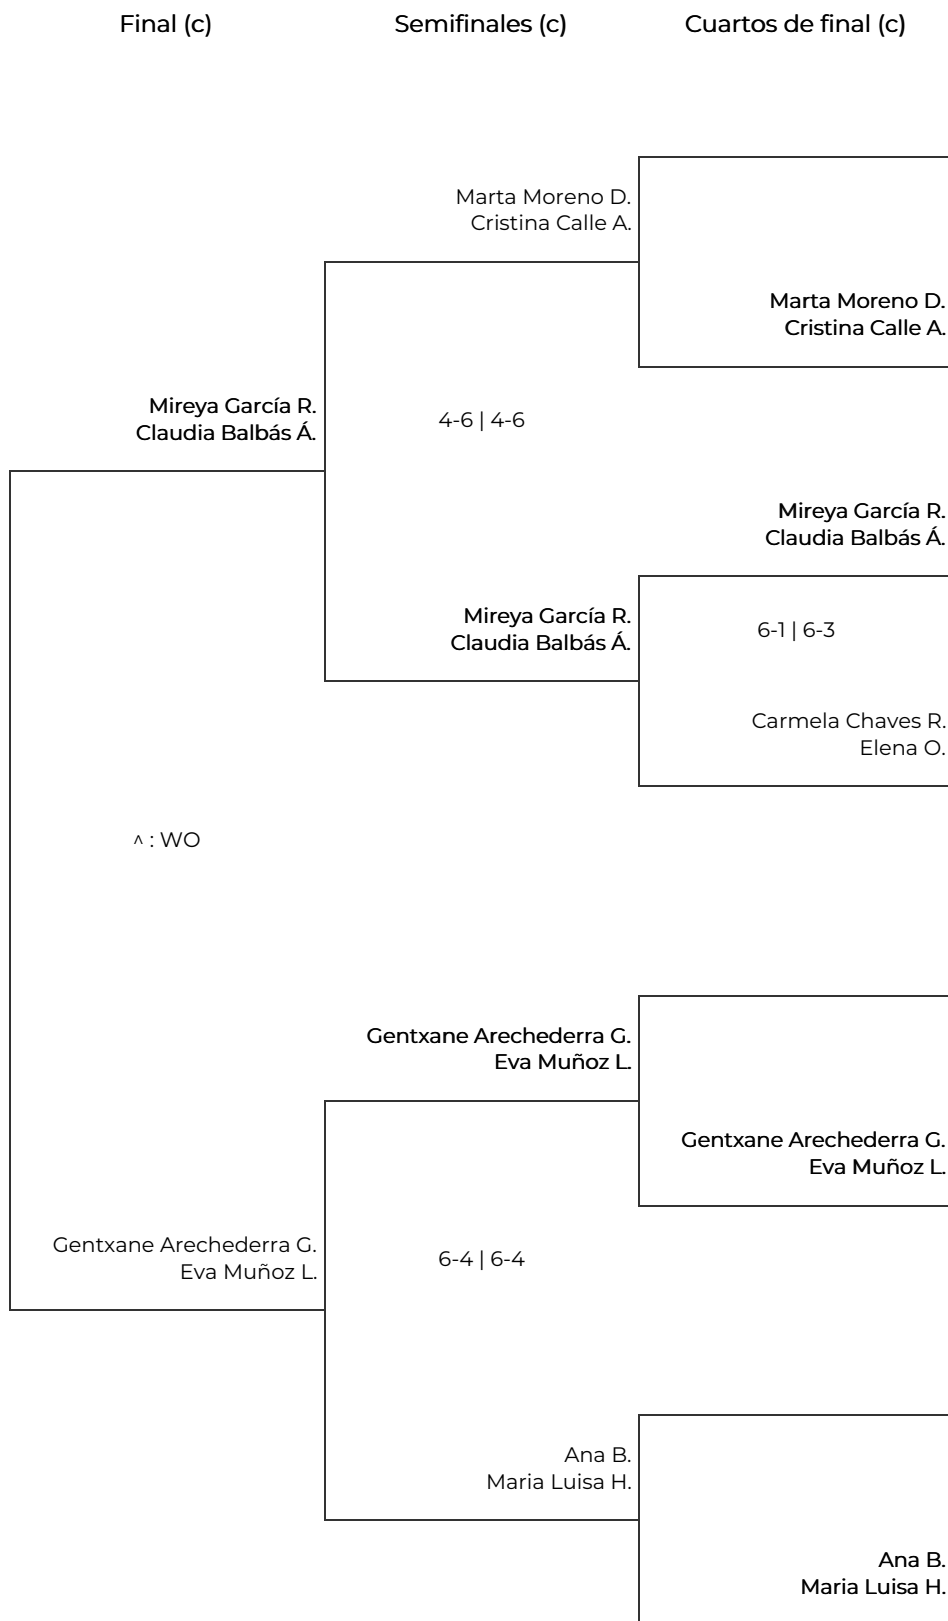 Final (c)
Semifinales (c)
Cuartos de final (c)
Marta Moreno D.
Cristina Calle A.
Marta Moreno D.
Cristina Calle A.
Mireya García R.
Claudia Balbás Á.
4-6 | 4-6
Mireya García R.
Claudia Balbás Á.
Mireya García R.
Claudia Balbás Á.
6-1 | 6-3
Carmela Chaves R.
Elena O.
^ : WO
Gentxane Arechederra G.
Eva Muñoz L.
Gentxane Arechederra G.
Eva Muñoz L.
Gentxane Arechederra G.
Eva Muñoz L.
6-4 | 6-4
Ana B.
Maria Luisa H.
Ana B.
Maria Luisa H.